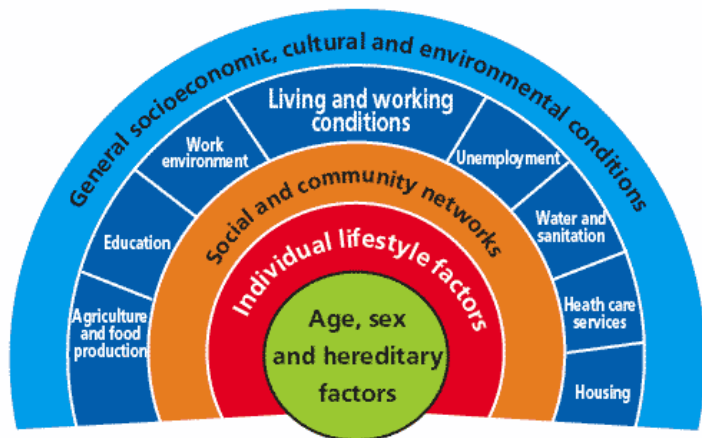 General socioeconomic, cultural and environmental conditions
Living and working
conditions
Work
environment
Unemployment
Education
Water and
sanitation
Agriculture
and food
production
Heath care
services
Housing
Social and community networks
Individual lifestyle factors
Age, sex
and hereditary
factors